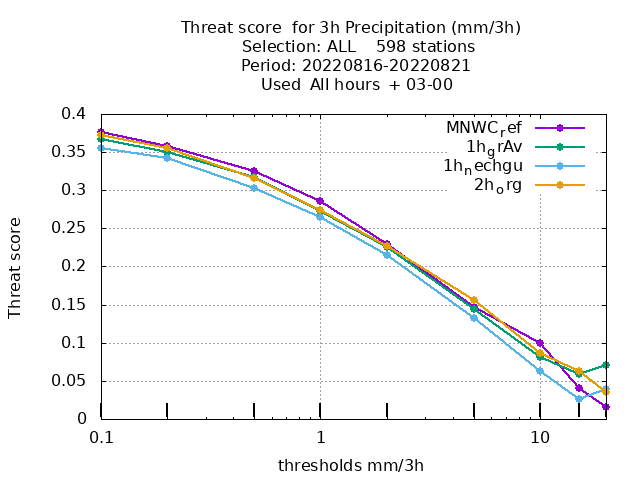 Threat score  for 3h Precipitation (mm/3h)
Selection: ALL    598 stations
Period: 20220816-20220821
Used  All hours  + 03-00
MNWC_ref
1h_grAv
1h_nechgu
2h_org
0.4
0.35
0.3
0.25
0.2
0.15
0.1
0.05
0
Threat score
0.1 1 10
thresholds mm/3h